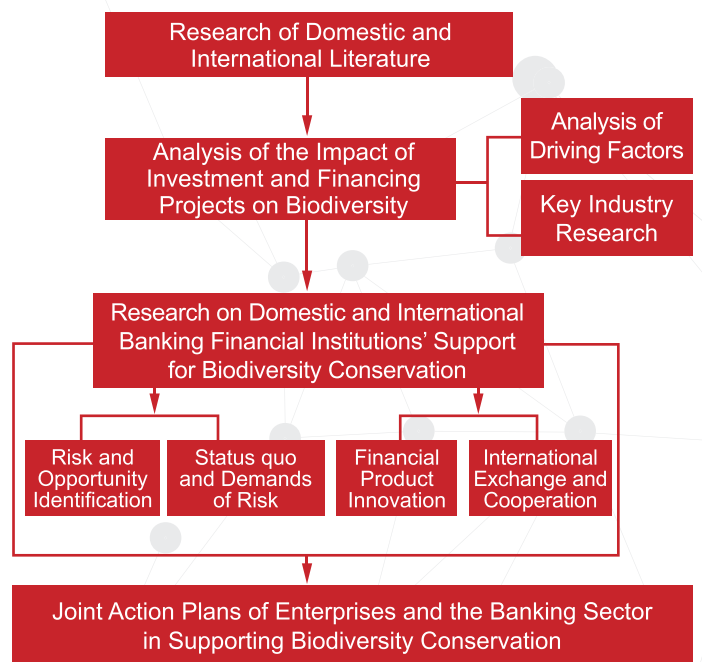 Research of Domestic and
International Literature
Analysis of the Impact of
Investment and Financing
Projects on Biodiversity
Analysis of
Driving Factors
Key Industry
Research
Research on Domestic and International
Banking Financial Institutions’ Support
for Biodiversity Conservation
Risk and
Opportunity
Identification
Status quo
and Demands
of Risk
Financial
Product
Innovation
International
Exchange and
Cooperation
Joint Action Plans of Enterprises and the Banking Sector
in Supporting Biodiversity Conservation